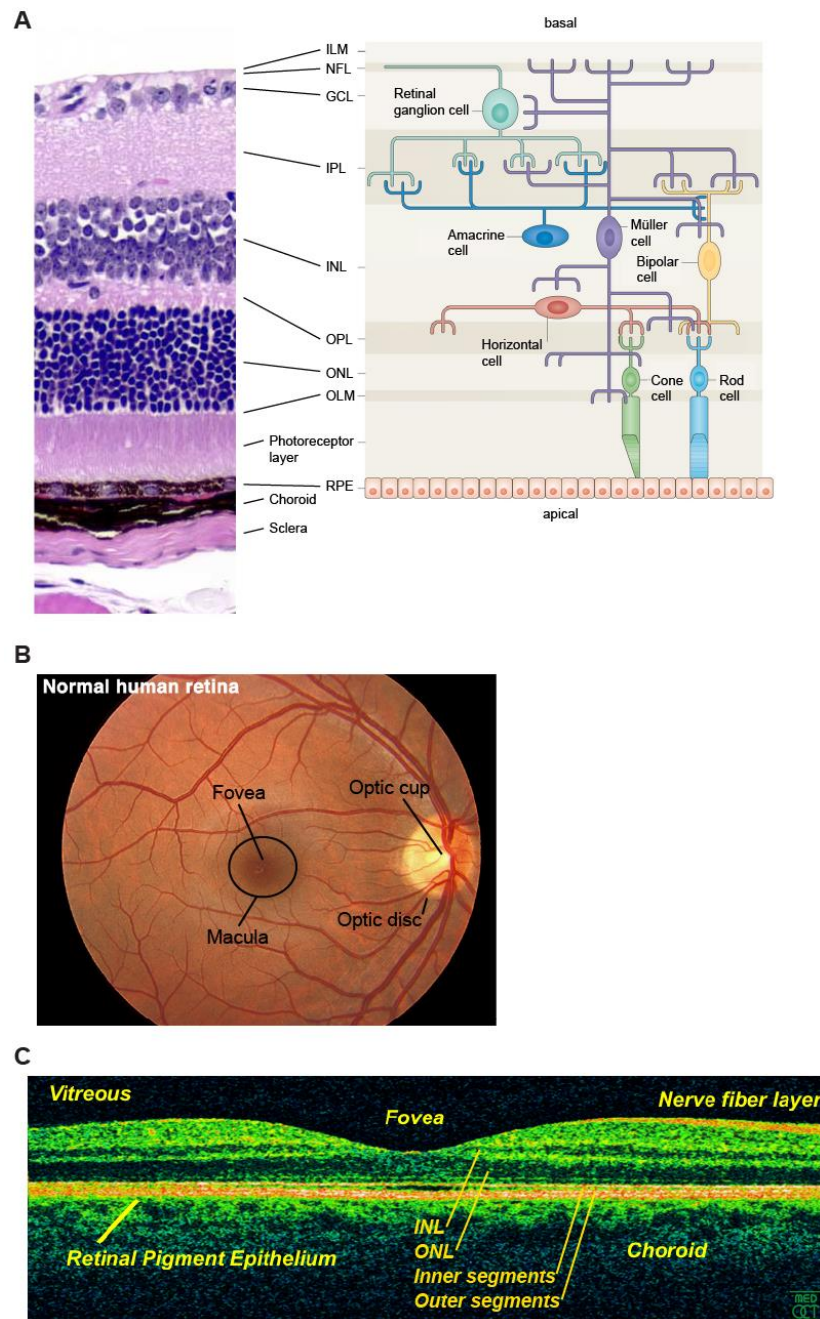 A
basal
ILM
NFL
GCL
Retinal
ganglion cell
IPL
Amacrine
cell
Müller
cell
Bipolar
cell
INL
OPL
Horizontal
cell
ONL
Cone
cell
Rod
cell
OLM
Photoreceptor
layer
RPE
Choroid
apical
Sclera
B
Normal human retina
Fovea
Optic cup
Optic disc
Macula
C
Vitreous
Nerve fiber layer
Fovea
INL
Retinal Pigment Epithelium
ONL
Choroid
Inner segments
Outer segments
MED
OCT